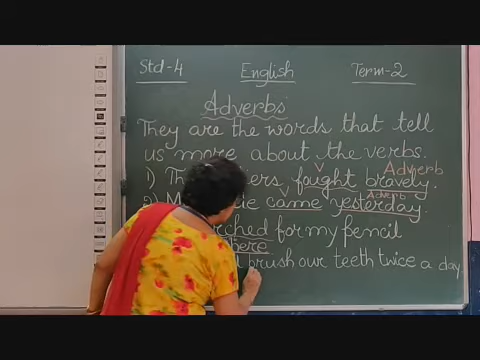 Std-4 English Term-2
Adverbs
They are the words that tell
us more about the verbs.
V Adverb
1) fought bravely.
V Adverb
came yesterday.
for my pencil
brush our teeth twice a day